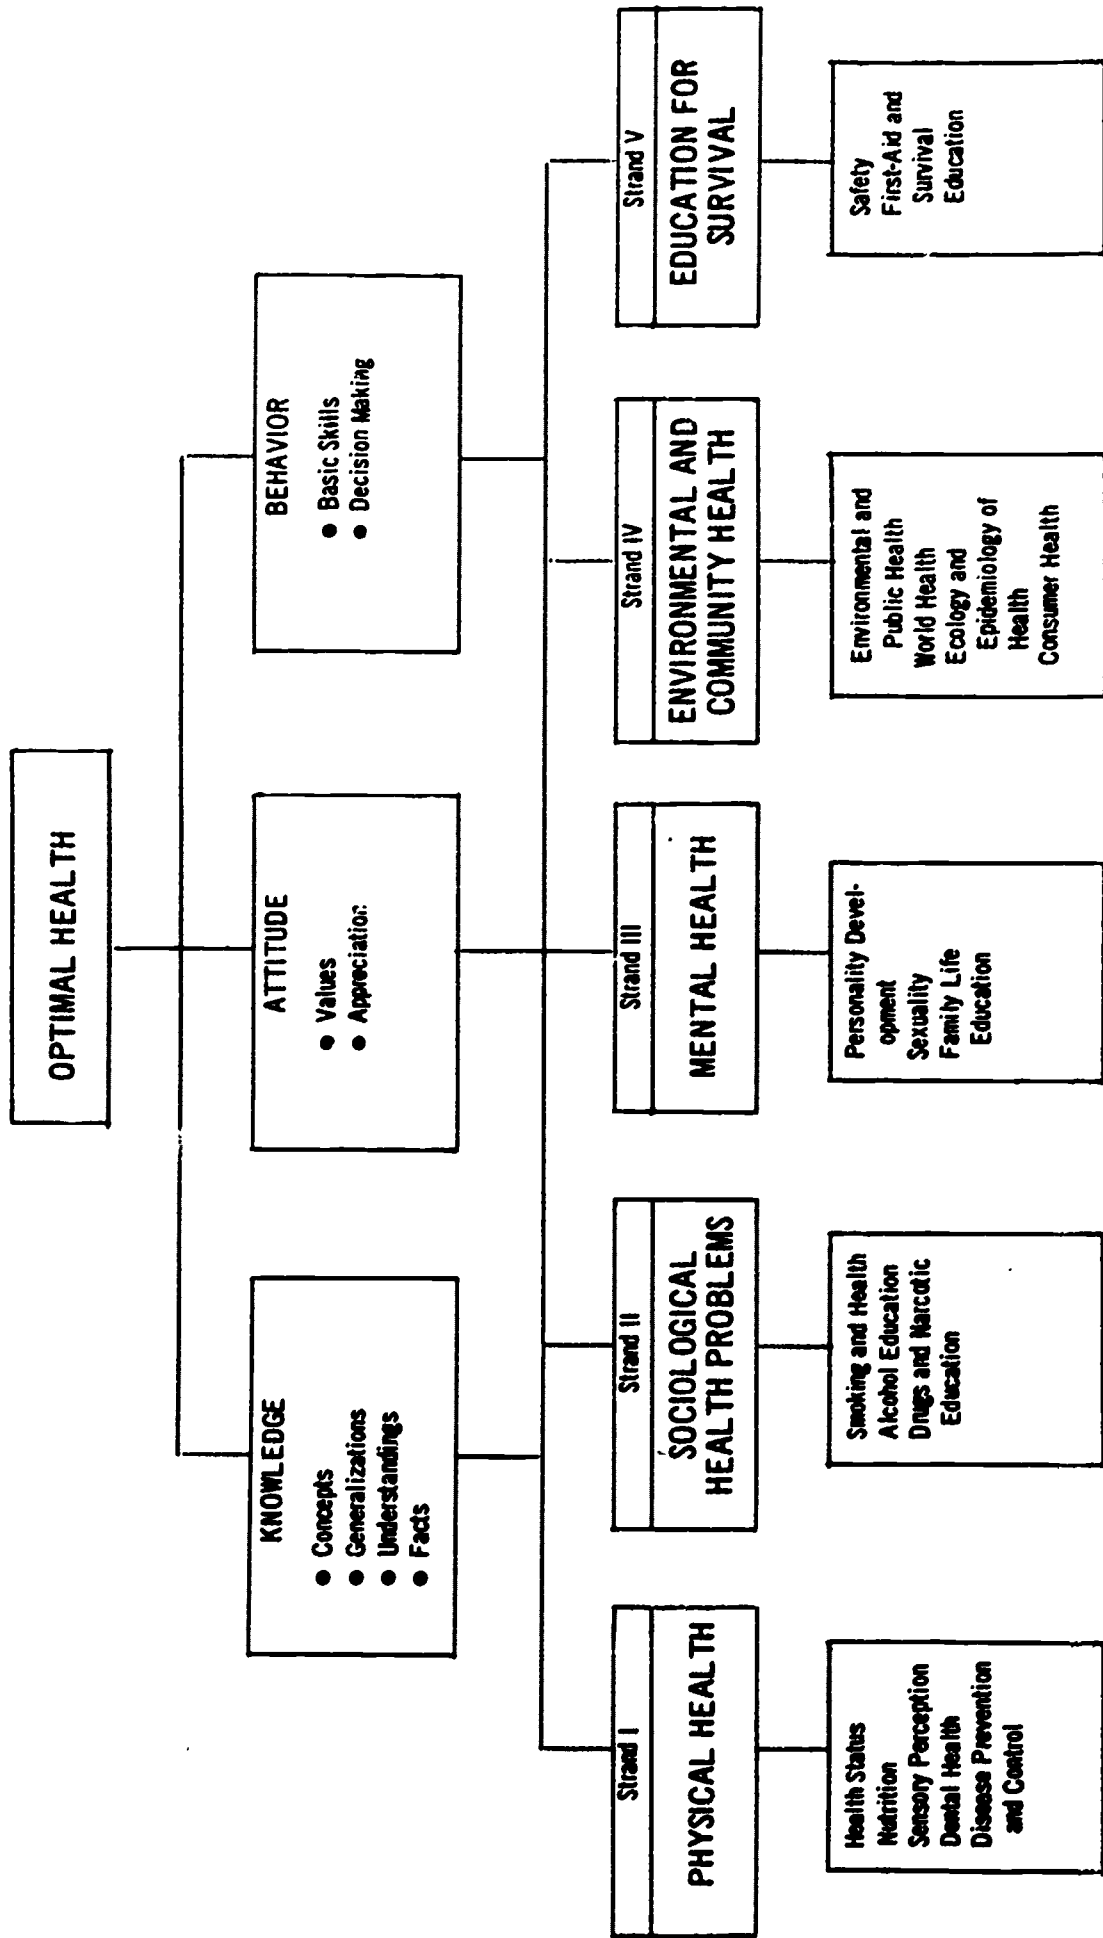 OPTIMAL HEALTH
KNOWLEDGE
● Concepts
● Generalizations
● Understandings
● Facts
ATTITUDE
● Values
● Appreciation
BEHAVIOR
● Basic Skills
● Decision Making
Strand I
PHYSICAL HEALTH
Strand II
SOCIOLOGICAL
HEALTH PROBLEMS
Strand III
MENTAL HEALTH
Strand IV
ENVIRONMENTAL AND
COMMUNITY HEALTH
Strand V
EDUCATION FOR
SURVIVAL
Health Status
Nutrition
Sensory Perception
Dental Health
Disease Prevention
and Control
Smoking and Health
Alcohol Education
Drugs and Narcotic
Education
Personality Devel-
opment
Sexuality
Family Life
Education
Environmental and
Public Health
World Health
Ecology and
Epidemiology of
Health
Consumer Health
Safety
First-Aid and
Survival
Education